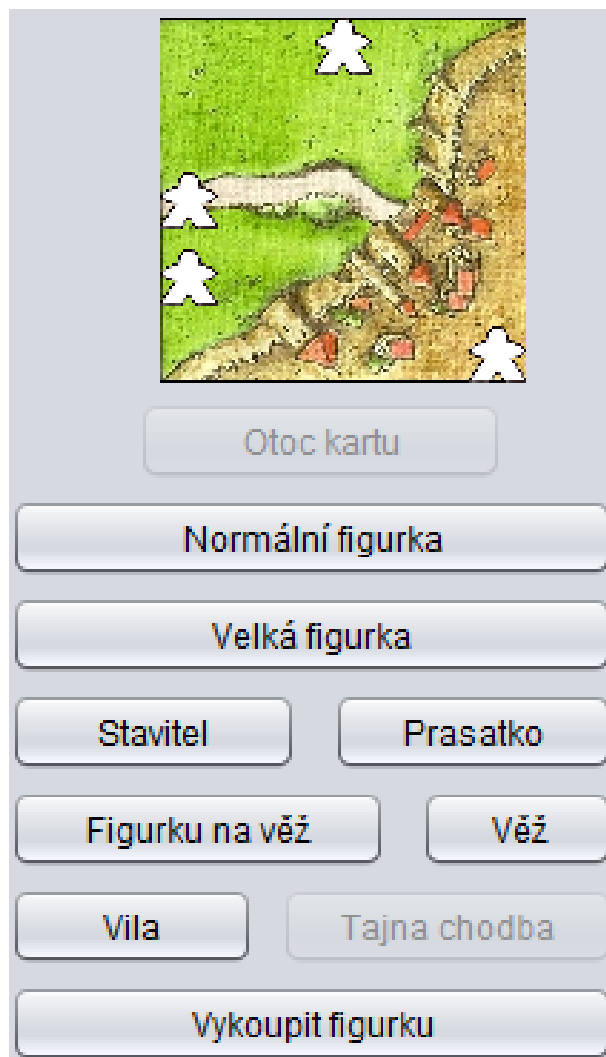 Otoc kartu
Normální figurka
Velká figurka
Stavitel
Prasatko
Figurku na věž
Věž
Vila
Tajna chodba
Vykoupit figurku